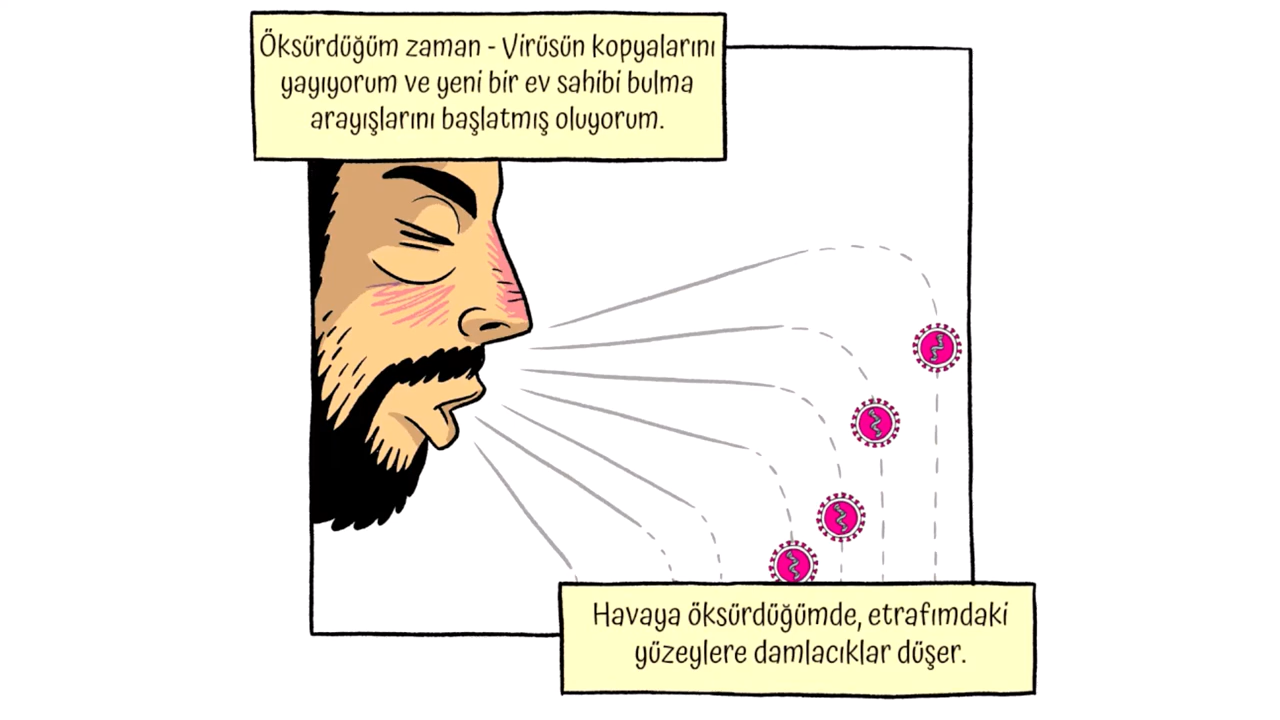 Öksürdüğüm zaman - Virüsün kopyalarını
yayıyorum ve yeni bir ev sahibi bulma
arayışlarını başlatmış oluyorum.
Havaya öksürdüğümde, etrafımdaki
yüzeylere damlacıklar düşer.